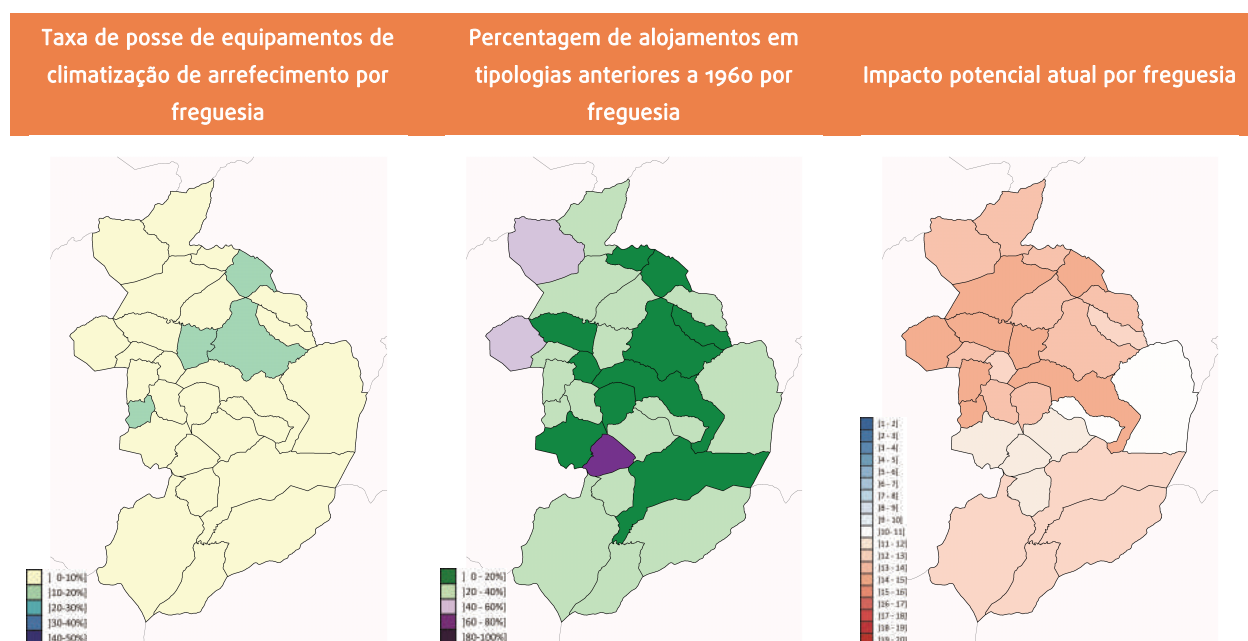 Taxa de posse de equipamentos de
climatização de arrefecimento por
freguesia
Percentagem de alojamentos em
tipologias anteriores a 1960 por
freguesia
Impacto potencial atual por freguesia
] 0-10%]
]10-20%]
]20-30%]
]30-40%]
]40-50%]
] 0 - 20%]
]20 - 40%]
]40 - 60%]
]60 - 80%]
]80-100%]
]1 - 2]
]2 - 3]
]3 - 4]
]4 - 5]
]5 - 6]
]6 - 7]
]7 - 8]
]8 - 9]
]9 - 10]
]10 - 11]
]11 - 12]
]12 - 13]
]13 - 14]
]14 - 15]
]15 - 16]
]16 - 17]
]17 - 18]
]18 - 19]
]19 - 20]